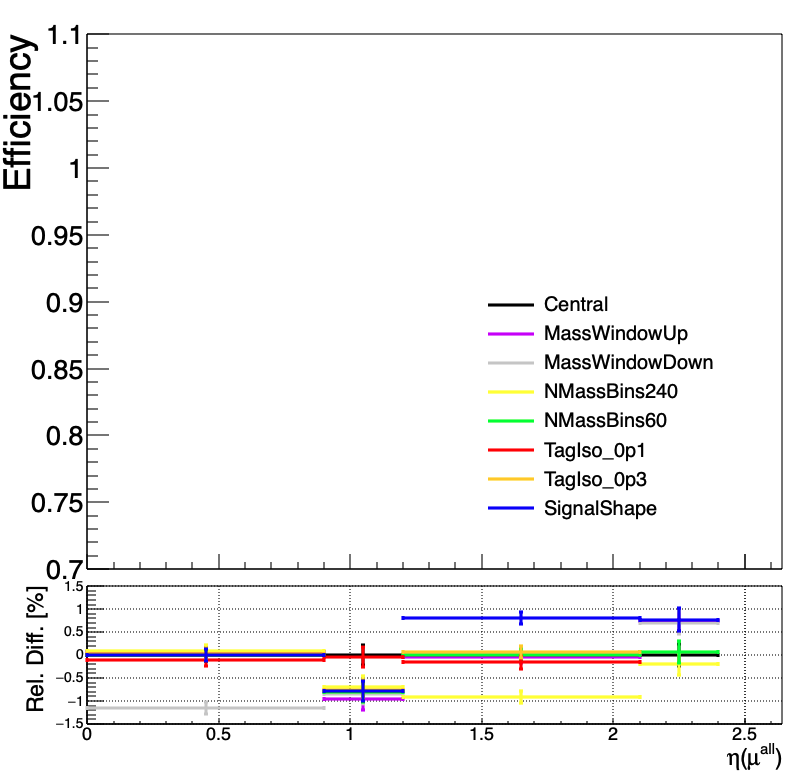 Efficiency
1.1
1.05
1
0.95
0.9
0.85
0.8
0.75
0.7
Central
MassWindowUp
MassWindowDown
NMassBins240
NMassBins60
TagIso_0p1
TagIso_0p3
SignalShape
Rel. Diff. [%]
1.5
1
0.5
0
−0.5
−1
−1.5
0 0.5 1 1.5 2 2.5
η(μ^all)